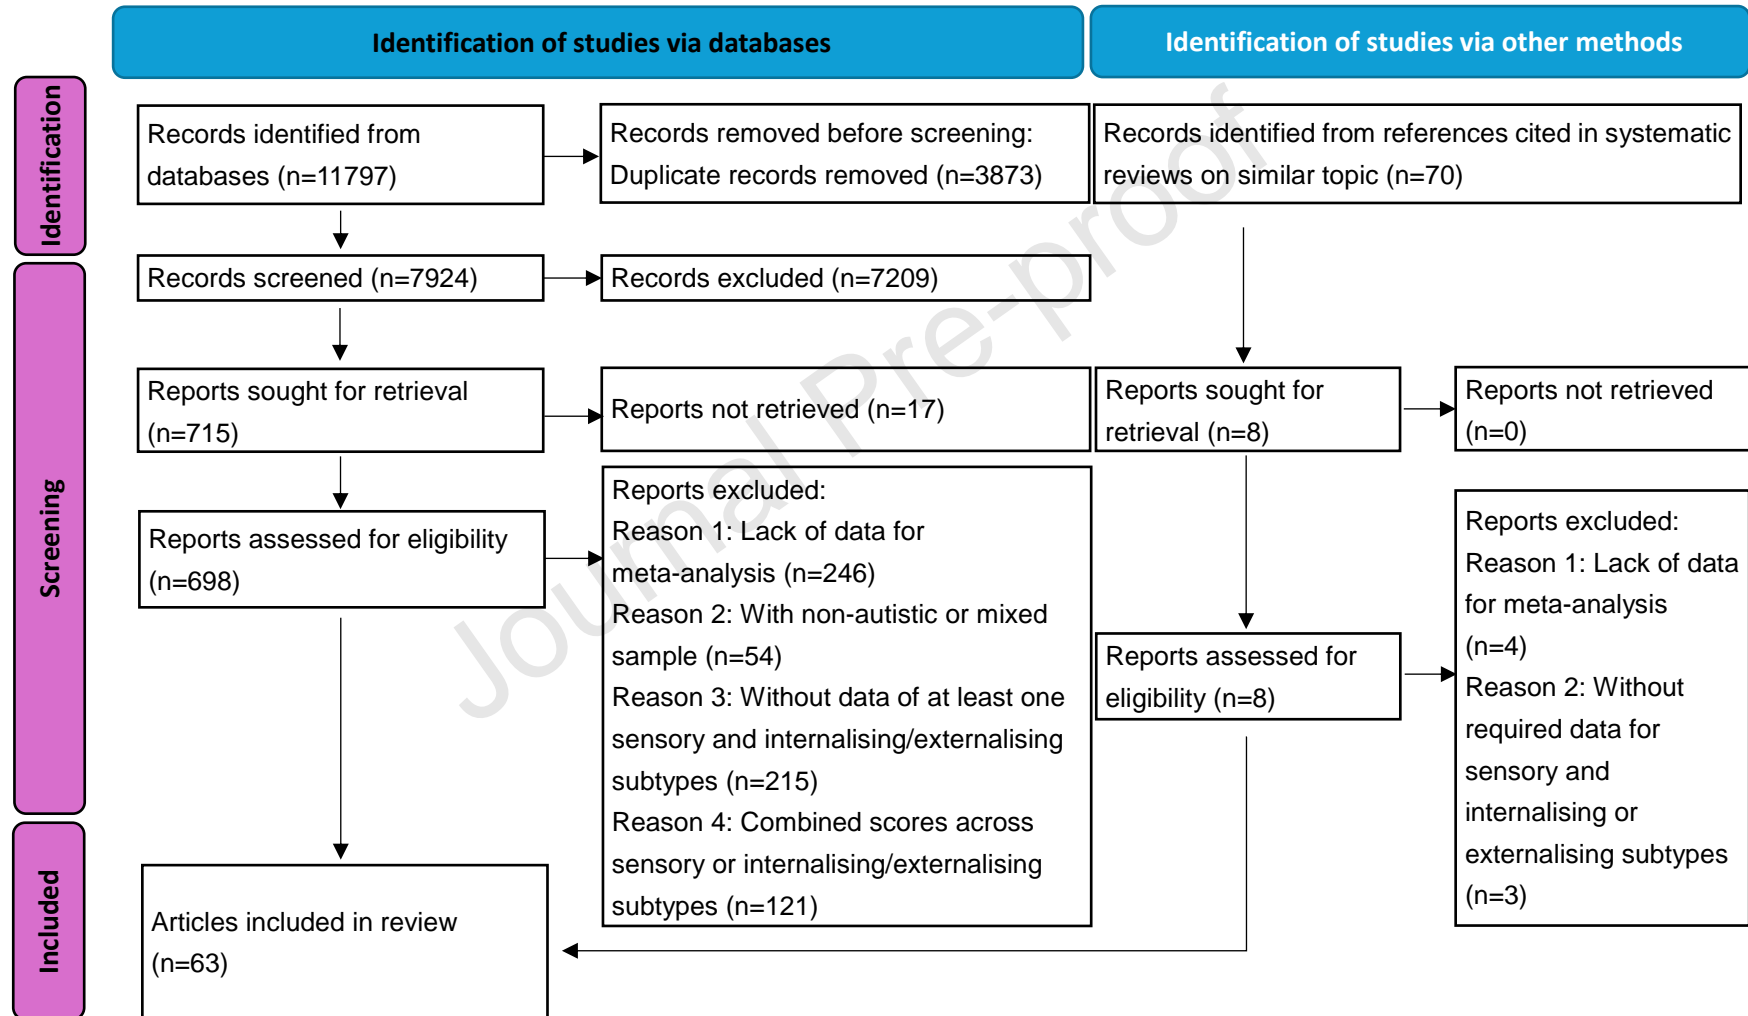 Identification of studies via databases
Identification of studies via other methods
Identification
Records identified from
databases (n=11797)
Records removed before screening:
Duplicate records removed (n=3873)
Records identified from references cited in systematic
reviews on similar topic (n=70)
Screening
Records screened (n=7924)
Records excluded (n=7209)
Reports sought for retrieval
(n=715)
Reports not retrieved (n=17)
Reports sought for
retrieval (n=8)
Reports not retrieved
(n=0)
Reports assessed for eligibility
(n=698)
Reports excluded:
Reason 1: Lack of data for
meta-analysis (n=246)
Reason 2: With non-autistic or mixed
sample (n=54)
Reason 3: Without data of at least one
sensory and internalising/externalising
subtypes (n=215)
Reason 4: Combined scores across
sensory or internalising/externalising
subtypes (n=121)
Reports assessed for
eligibility (n=8)
Reports excluded:
Reason 1: Lack of data
for meta-analysis
(n=4)
Reason 2: Without
required data for
sensory and
internalising or
externalising subtypes
(n=3)
Included
Articles included in review
(n=63)
Journal Pre-proof